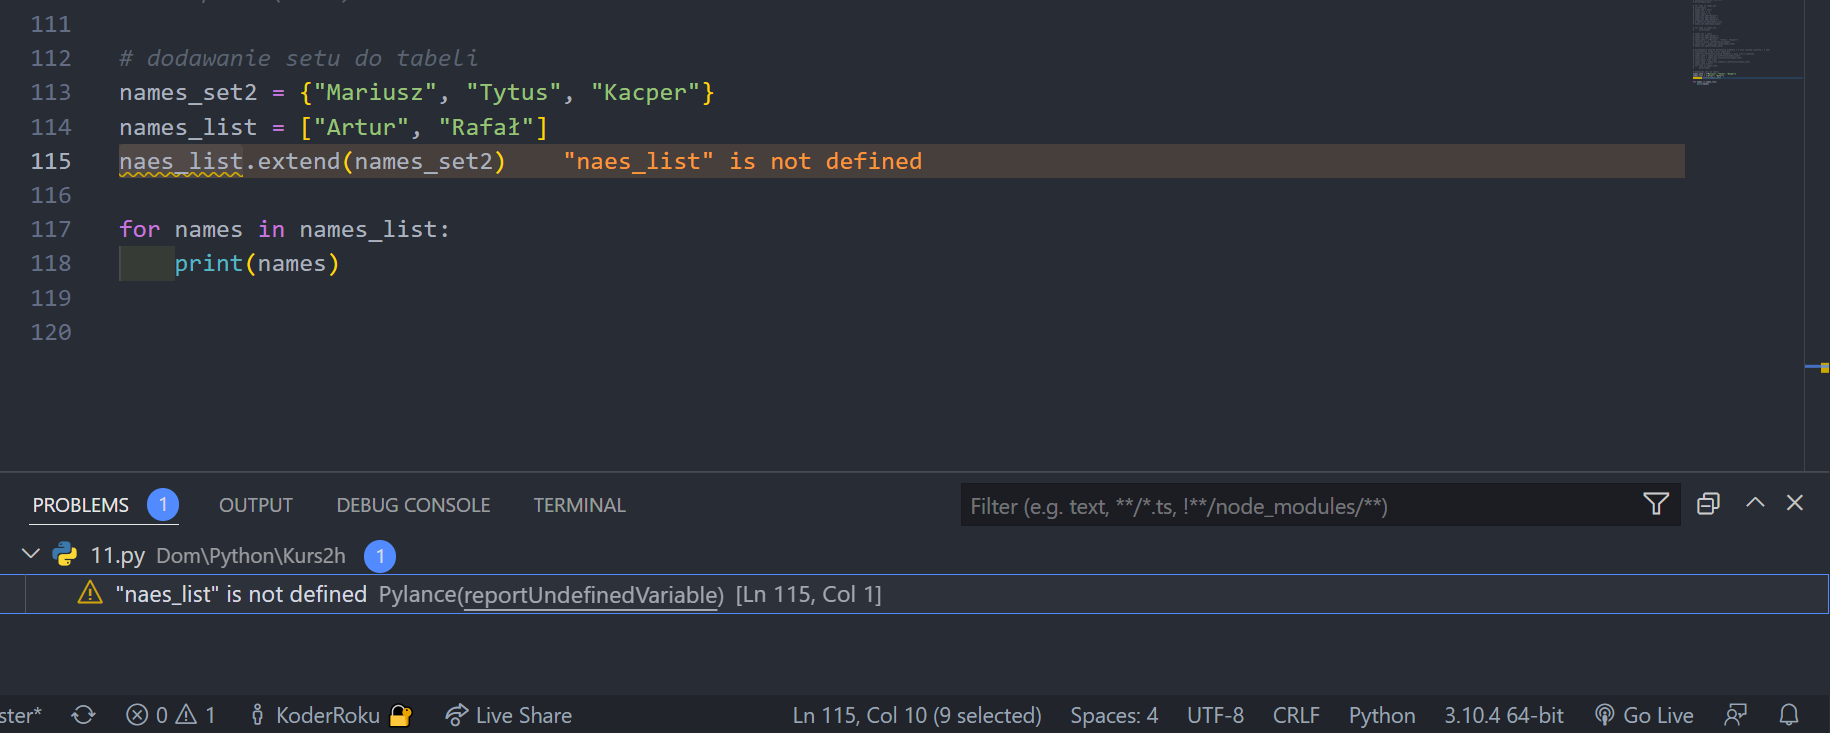 111
112 # dodawanie setu do tabeli
113 names_set2 = {"Mariusz", "Tytus", "Kacper"}
114 names_list = ["Artur", "Rafał"]
115 naes_list.extend(names_set2) "naes_list" is not defined
116
117 for names in names_list:
118 print(names)
119
120
PROBLEMS 1 OUTPUT DEBUG CONSOLE TERMINAL Filter (e.g. text, **/*.ts, !**/node_modules/**)
11.py Dom\Python\Kurs2h 1
"naes_list" is not defined Pylance(reportUndefinedVariable) [Ln 115, Col 1]
ster* 0 1 KoderRoku Live Share Ln 115, Col 10 (9 selected) Spaces: 4 UTF-8 CRLF Python 3.10.4 64-bit Go Live